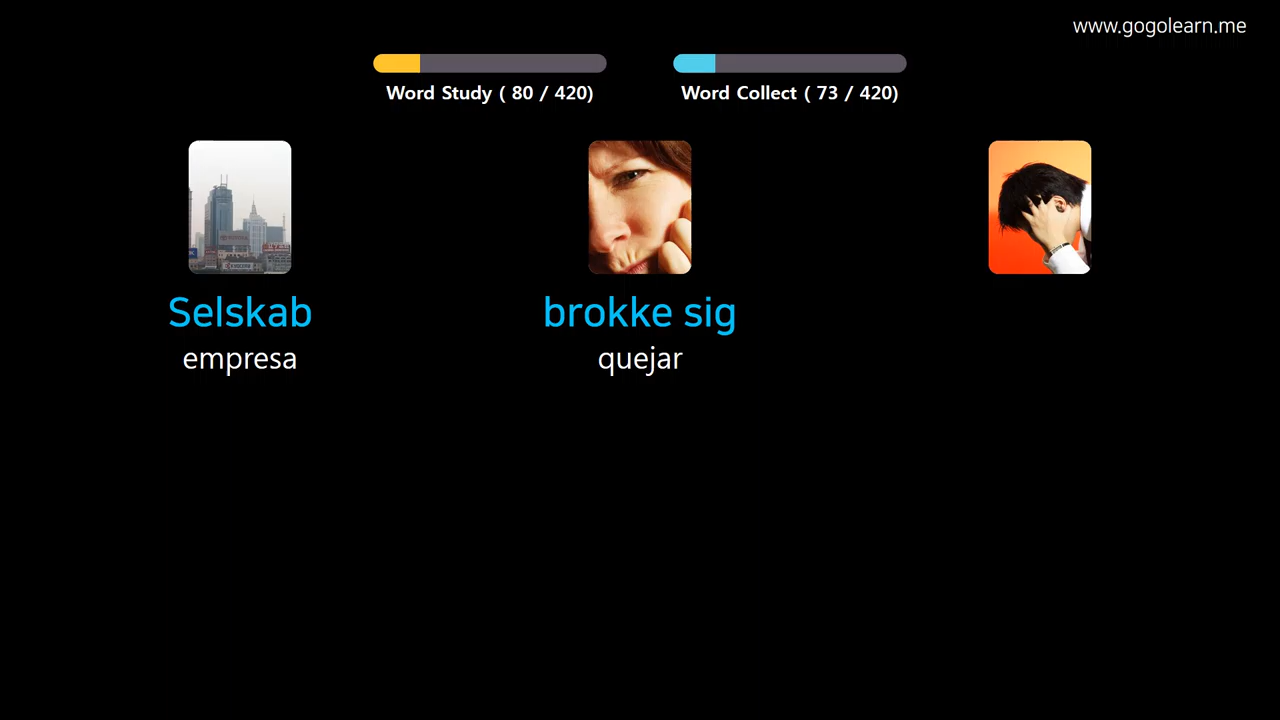 www.gogolearn.me
Word Study ( 80 / 420)
Word Collect ( 73 / 420)
Selskab
empresa
brokke sig
quejar